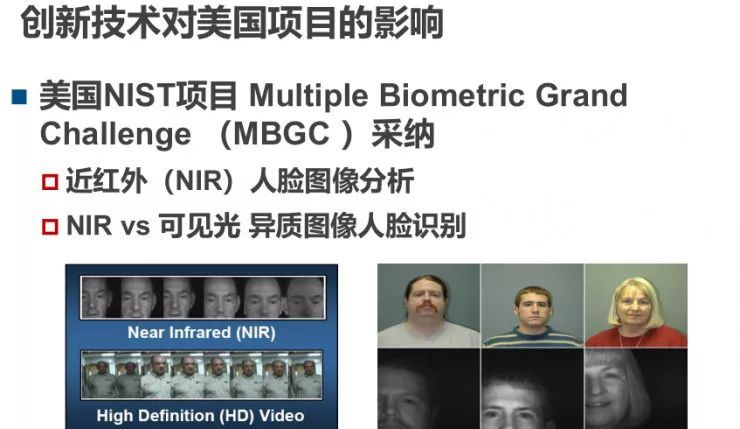 创新技术对美国项目的影响
美国NIST项目 Multiple Biometric Grand
Challenge （MBGC ）采纳
近红外（NIR）人脸图像分析
NIR vs 可见光 异质图像人脸识别
Near Infrared (NIR)
High Definition (HD) Video